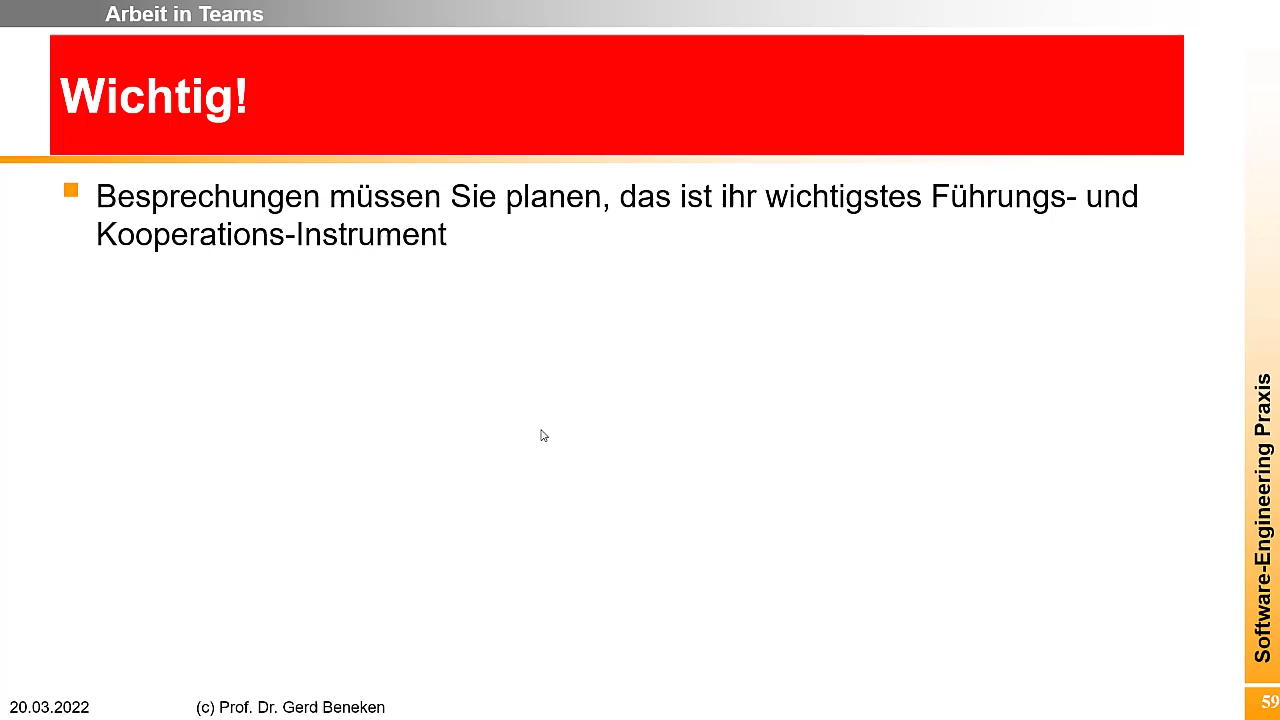 Arbeit in Teams
Wichtig!
Besprechungen müssen Sie planen, das ist ihr wichtigstes Führungs- und
Kooperations-Instrument
Software-Engineering Praxis
20.03.2022
(c) Prof. Dr. Gerd Beneken
59